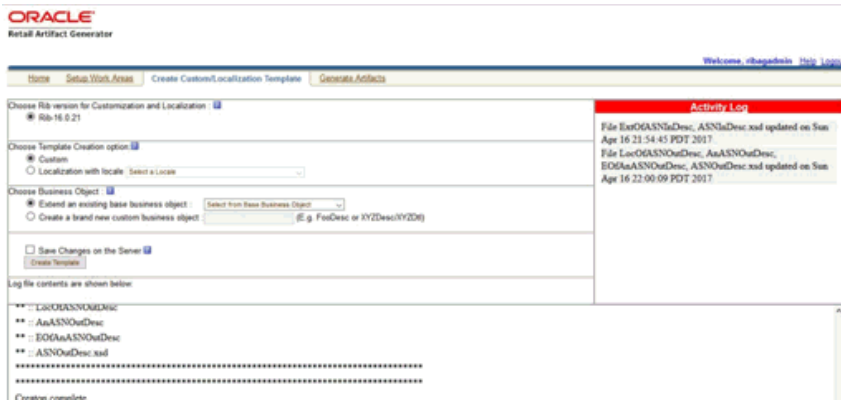 ORACLE
Retail Artifact Generator
Welcome, ribagadmin Help Logout
Home Setup Work Areas Create Custom/Localization Template Generate Artifacts
Choose Rib version for Customization and Localization :
Rib-16.0.21
Choose Template Creation option:
Custom
Localization with locale Select a Locale
Choose Business Object :
Extend an existing base business object : Select from Base Business Object
Create a brand new custom business object : (E.g. FooDesc or XYZDesc/XYZDtl)
Save Changes on the Server
Create Template
Activity Log
File ExtOfASNInDesc, ASNInDesc.xsd updated on Sun
Apr 16 21:54:45 PDT 2017
File LocOfASNOutDesc, AnASNOutDesc,
EOfAnASNOutDesc, ASNOutDesc.xsd updated on Sun
Apr 16 22:00:09 PDT 2017
Log file contents are shown below:
** :: LocOfASNOutDesc
** :: AnASNOutDesc
** :: EOfAnASNOutDesc
** :: ASNOutDesc.xsd
********************************************************************************
********************************************************************************
Creaton complete